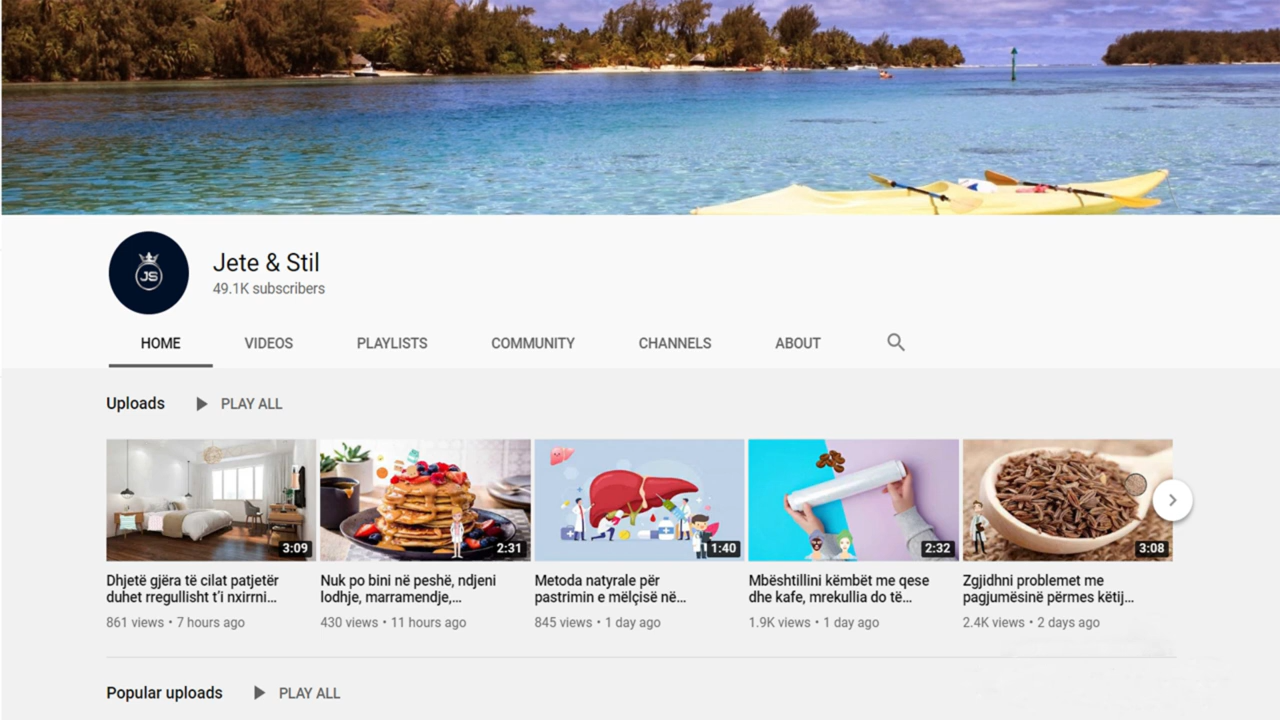 JS
Jete & Stil
49.1K subscribers
HOME VIDEOS PLAYLISTS COMMUNITY CHANNELS ABOUT
Uploads PLAY ALL
3:09 2:31 1:40 2:32 3:08
Dhjetë gjëra të cilat patjetër
duhet rregullisht t'i nxirrni...
861 views • 7 hours ago
Nuk po bini në peshë, ndjeni
lodhje, marramendje,...
430 views • 11 hours ago
Metoda natyrale për
pastrimin e mëlçisë në...
845 views • 1 day ago
Mbështillini këmbët me qese
dhe kafe, mrekullia do të...
1.9K views • 1 day ago
Zgjidhni problemet me
pagjumësinë përmes këtij...
2.4K views • 2 days ago
Popular uploads PLAY ALL